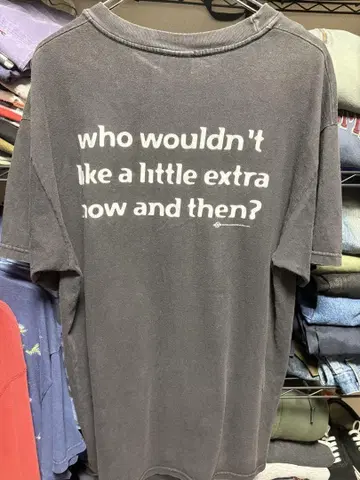 who wouldn't
like a little extra
now and then?